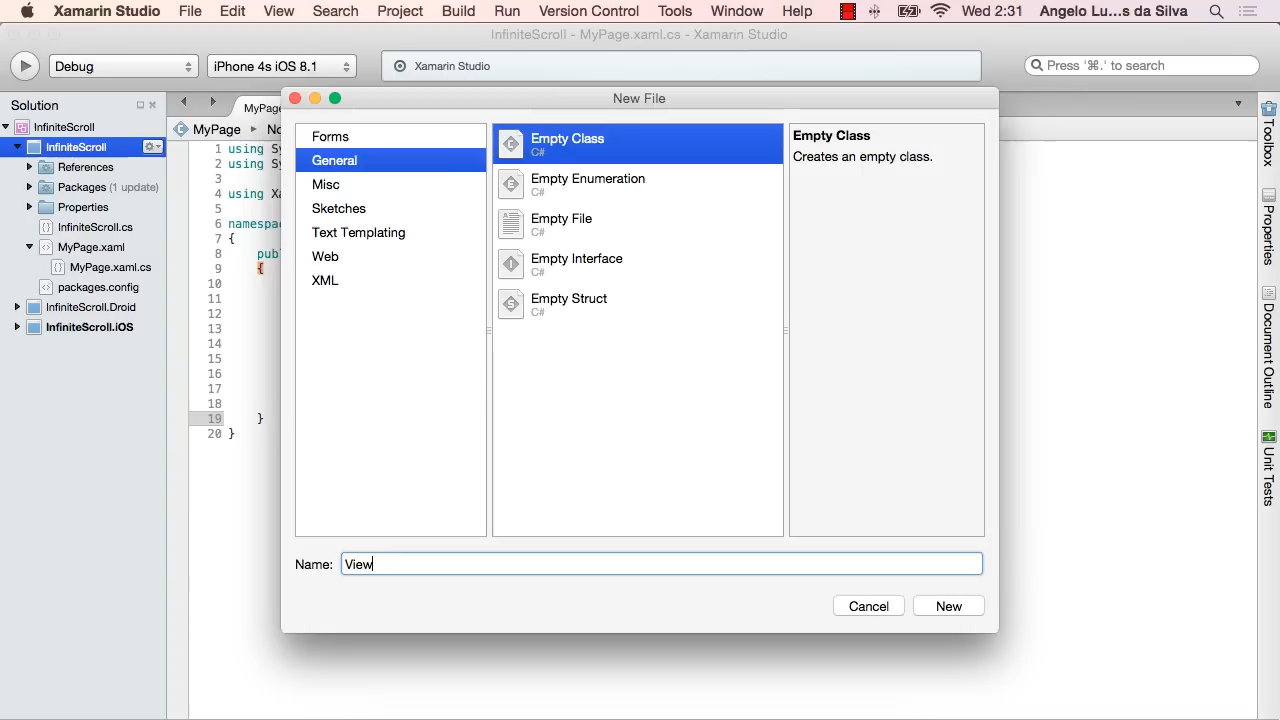 Xamarin Studio File Edit View Search Project Build Run Version Control Tools Window Help Wed 2:31 Angelo Lu…s da Silva
InfiniteScroll - MyPage.xaml.cs - Xamarin Studio
Debug iPhone 4s iOS 8.1 Xamarin Studio Press '⌘.' to search
Solution
InfiniteScroll
InfiniteScroll
References
Packages (1 update)
Properties
InfiniteScroll.cs
MyPage.xaml
MyPage.xaml.cs
packages.config
InfiniteScroll.Droid
InfiniteScroll.iOS
MyPage
MyPage No
1 using Sy
2 using Sy
3
4 using Xa
5
6 namespac
7 {
8 publ
9 {
10
11
12
13
14
15
16
17
18
19 }
20 }
New File
Forms
General
Misc
Sketches
Text Templating
Web
XML
Empty Class
C#
Empty Enumeration
C#
Empty File
C#
Empty Interface
C#
Empty Struct
C#
Empty Class
Creates an empty class.
Name: View
Cancel New
Toolbox
Properties
Document Outline
Unit Tests